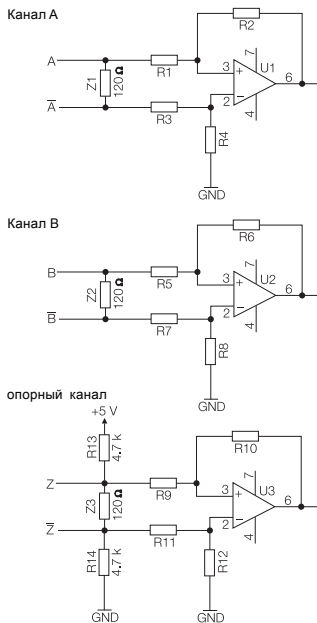 Канал А
R2
A
R1
3
+
7
U1
6
Z1
120 Ω
A̅
R3
2
−
4
R4
GND
Канал В
R6
B
R5
3
+
7
U2
6
Z2
120 Ω
B̅
R7
2
−
4
R8
GND
опорный канал
+5 V
R13
4.7 k
R10
Z
R9
3
+
7
U3
6
Z3
120 Ω
Z̅
R11
2
−
4
R14
4.7 k
R12
GND
GND